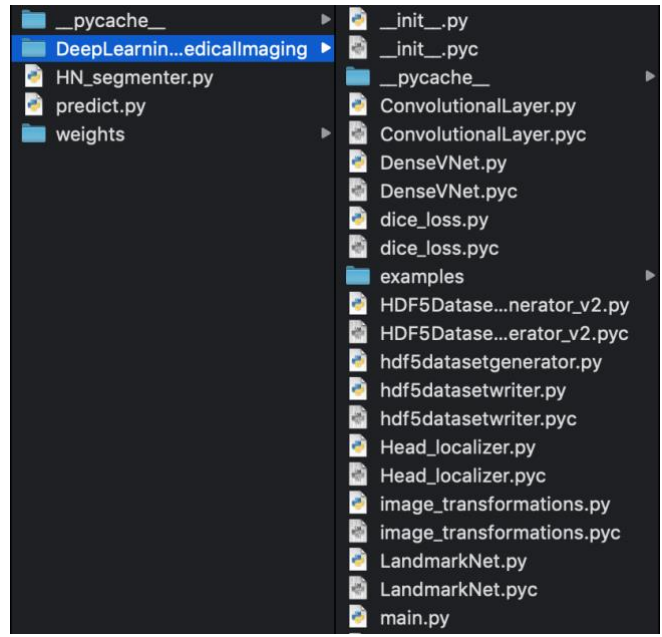 __pycache__
DeepLearnin...edicalImaging
HN_segmenter.py
predict.py
weights
__init__.py
__init__.pyc
__pycache__
ConvolutionalLayer.py
ConvolutionalLayer.pyc
DenseVNet.py
DenseVNet.pyc
dice_loss.py
dice_loss.pyc
examples
HDF5Datase...nerator_v2.py
HDF5Datase...erator_v2.pyc
hdf5datasetgenerator.py
hdf5datasetwriter.py
hdf5datasetwriter.pyc
Head_localizer.py
Head_localizer.pyc
image_transformations.py
image_transformations.pyc
LandmarkNet.py
LandmarkNet.pyc
main.py